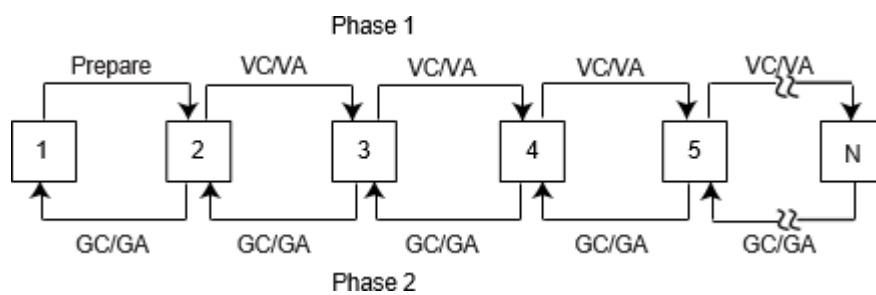 Phase 1
Prepare VC/VA VC/VA VC/VA VC/VA
1 2 3 4 5 N
GC/GA GC/GA GC/GA GC/GA GC/GA
Phase 2